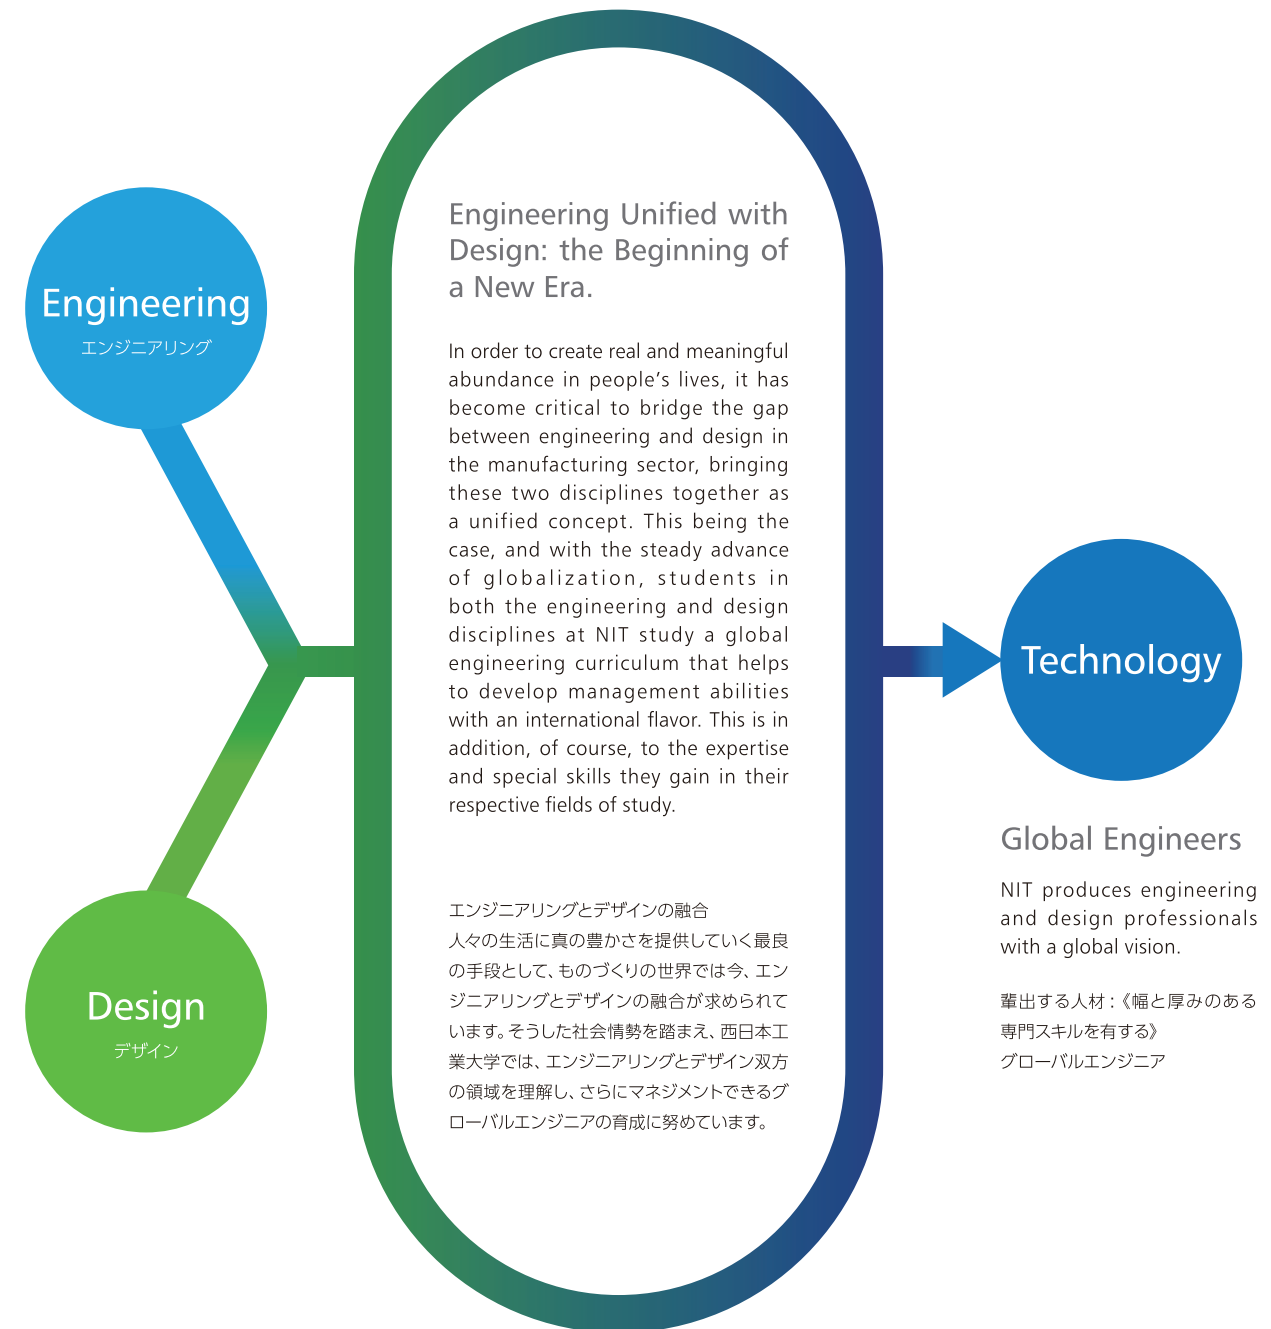 Engineering
エンジニアリング
Design
デザイン
Engineering Unified with
Design: the Beginning of
a New Era.
In order to create real and meaningful
abundance in people's lives, it has
become critical to bridge the gap
between engineering and design in
the manufacturing sector, bringing
these two disciplines together as
a unified concept. This being the
case, and with the steady advance
of globalization, students in
both the engineering and design
disciplines at NIT study a global
engineering curriculum that helps
to develop management abilities
with an international flavor. This is in
addition, of course, to the expertise
and special skills they gain in their
respective fields of study.
エンジニアリングとデザインの融合
人々の生活に真の豊かさを提供していく最良
の手段として、ものづくりの世界では今、エン
ジニアリングとデザインの融合が求められて
います。そうした社会情勢を踏まえ、西日本工
業大学では、エンジニアリングとデザイン双方
の領域を理解し、さらにマネジメントできるグ
ローバルエンジニアの育成に努めています。
Technology
Global Engineers
NIT produces engineering
and design professionals
with a global vision.
輩出する人材:《幅と厚みのある
専門スキルを有する》
グローバルエンジニア